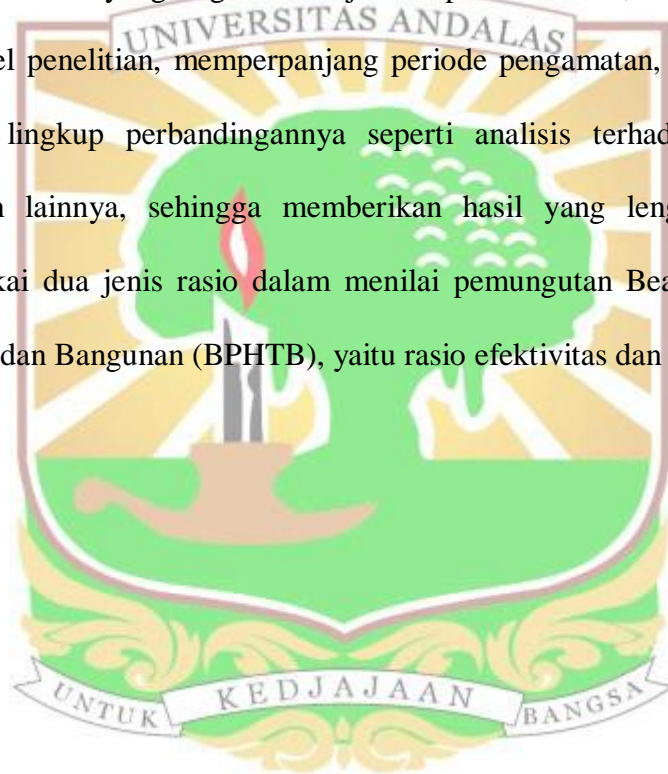 UNIVERSITAS ANDALAS
el penelitian, memperpanjang periode pengamatan,
lingkup perbandingannya seperti analisis terhad
n lainnya, sehingga memberikan hasil yang leng
kai dua jenis rasio dalam menilai pemungutan Bea
dan Bangunan (BPHTB), yaitu rasio efektivitas dan
UNTUK KEDJAJAAN BANGSA